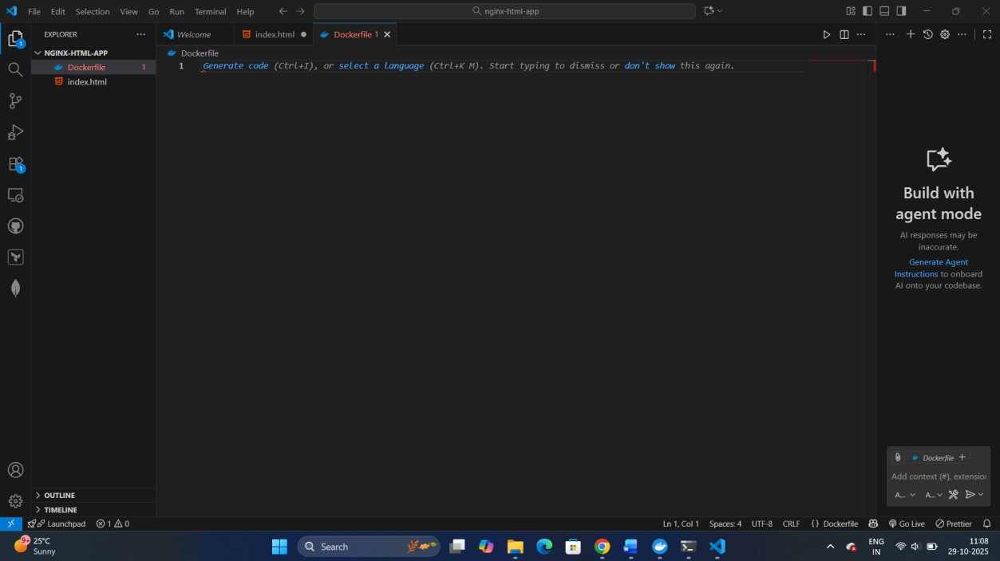 File Edit Selection View Go Run Terminal Help nginx-html-app
EXPLORER
Welcome index.html Dockerfile 1
NGINX-HTML-APP
Dockerfile 1
index.html
Dockerfile
1 Generate code (Ctrl+I), or select a language (Ctrl+K M). Start typing to dismiss or don't show this again.
Build with
agent mode
AI responses may be
inaccurate.
Generate Agent
Instructions to onboard
AI onto your codebase.
Dockerfile
Add context (#), extension
A... A...
1
1
OUTLINE
TIMELINE
Launchpad 1 0 Ln 1, Col 1 Spaces: 4 UTF-8 CRLF {} Dockerfile Go Live Prettier
9+
25°C
Sunny
Search
ENG
IN
11:08
29-10-2025